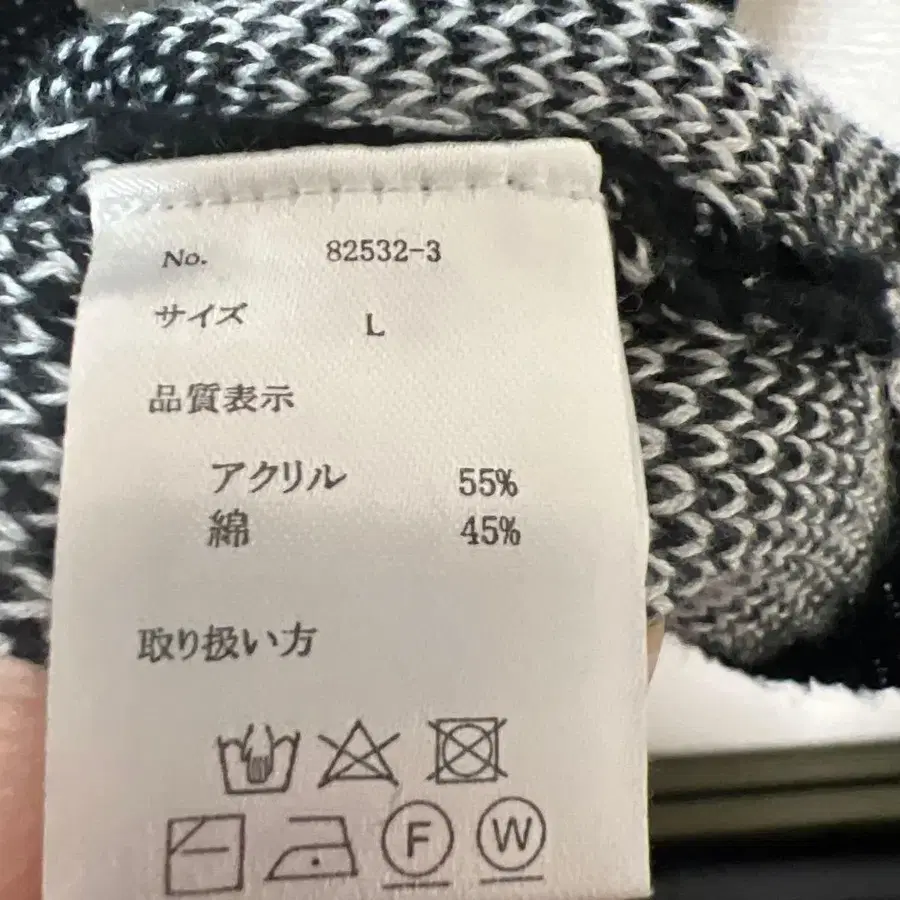 No. 82532-3
サイズ L
品質表示
アクリル 55%
綿 45%
取り扱い方
F W